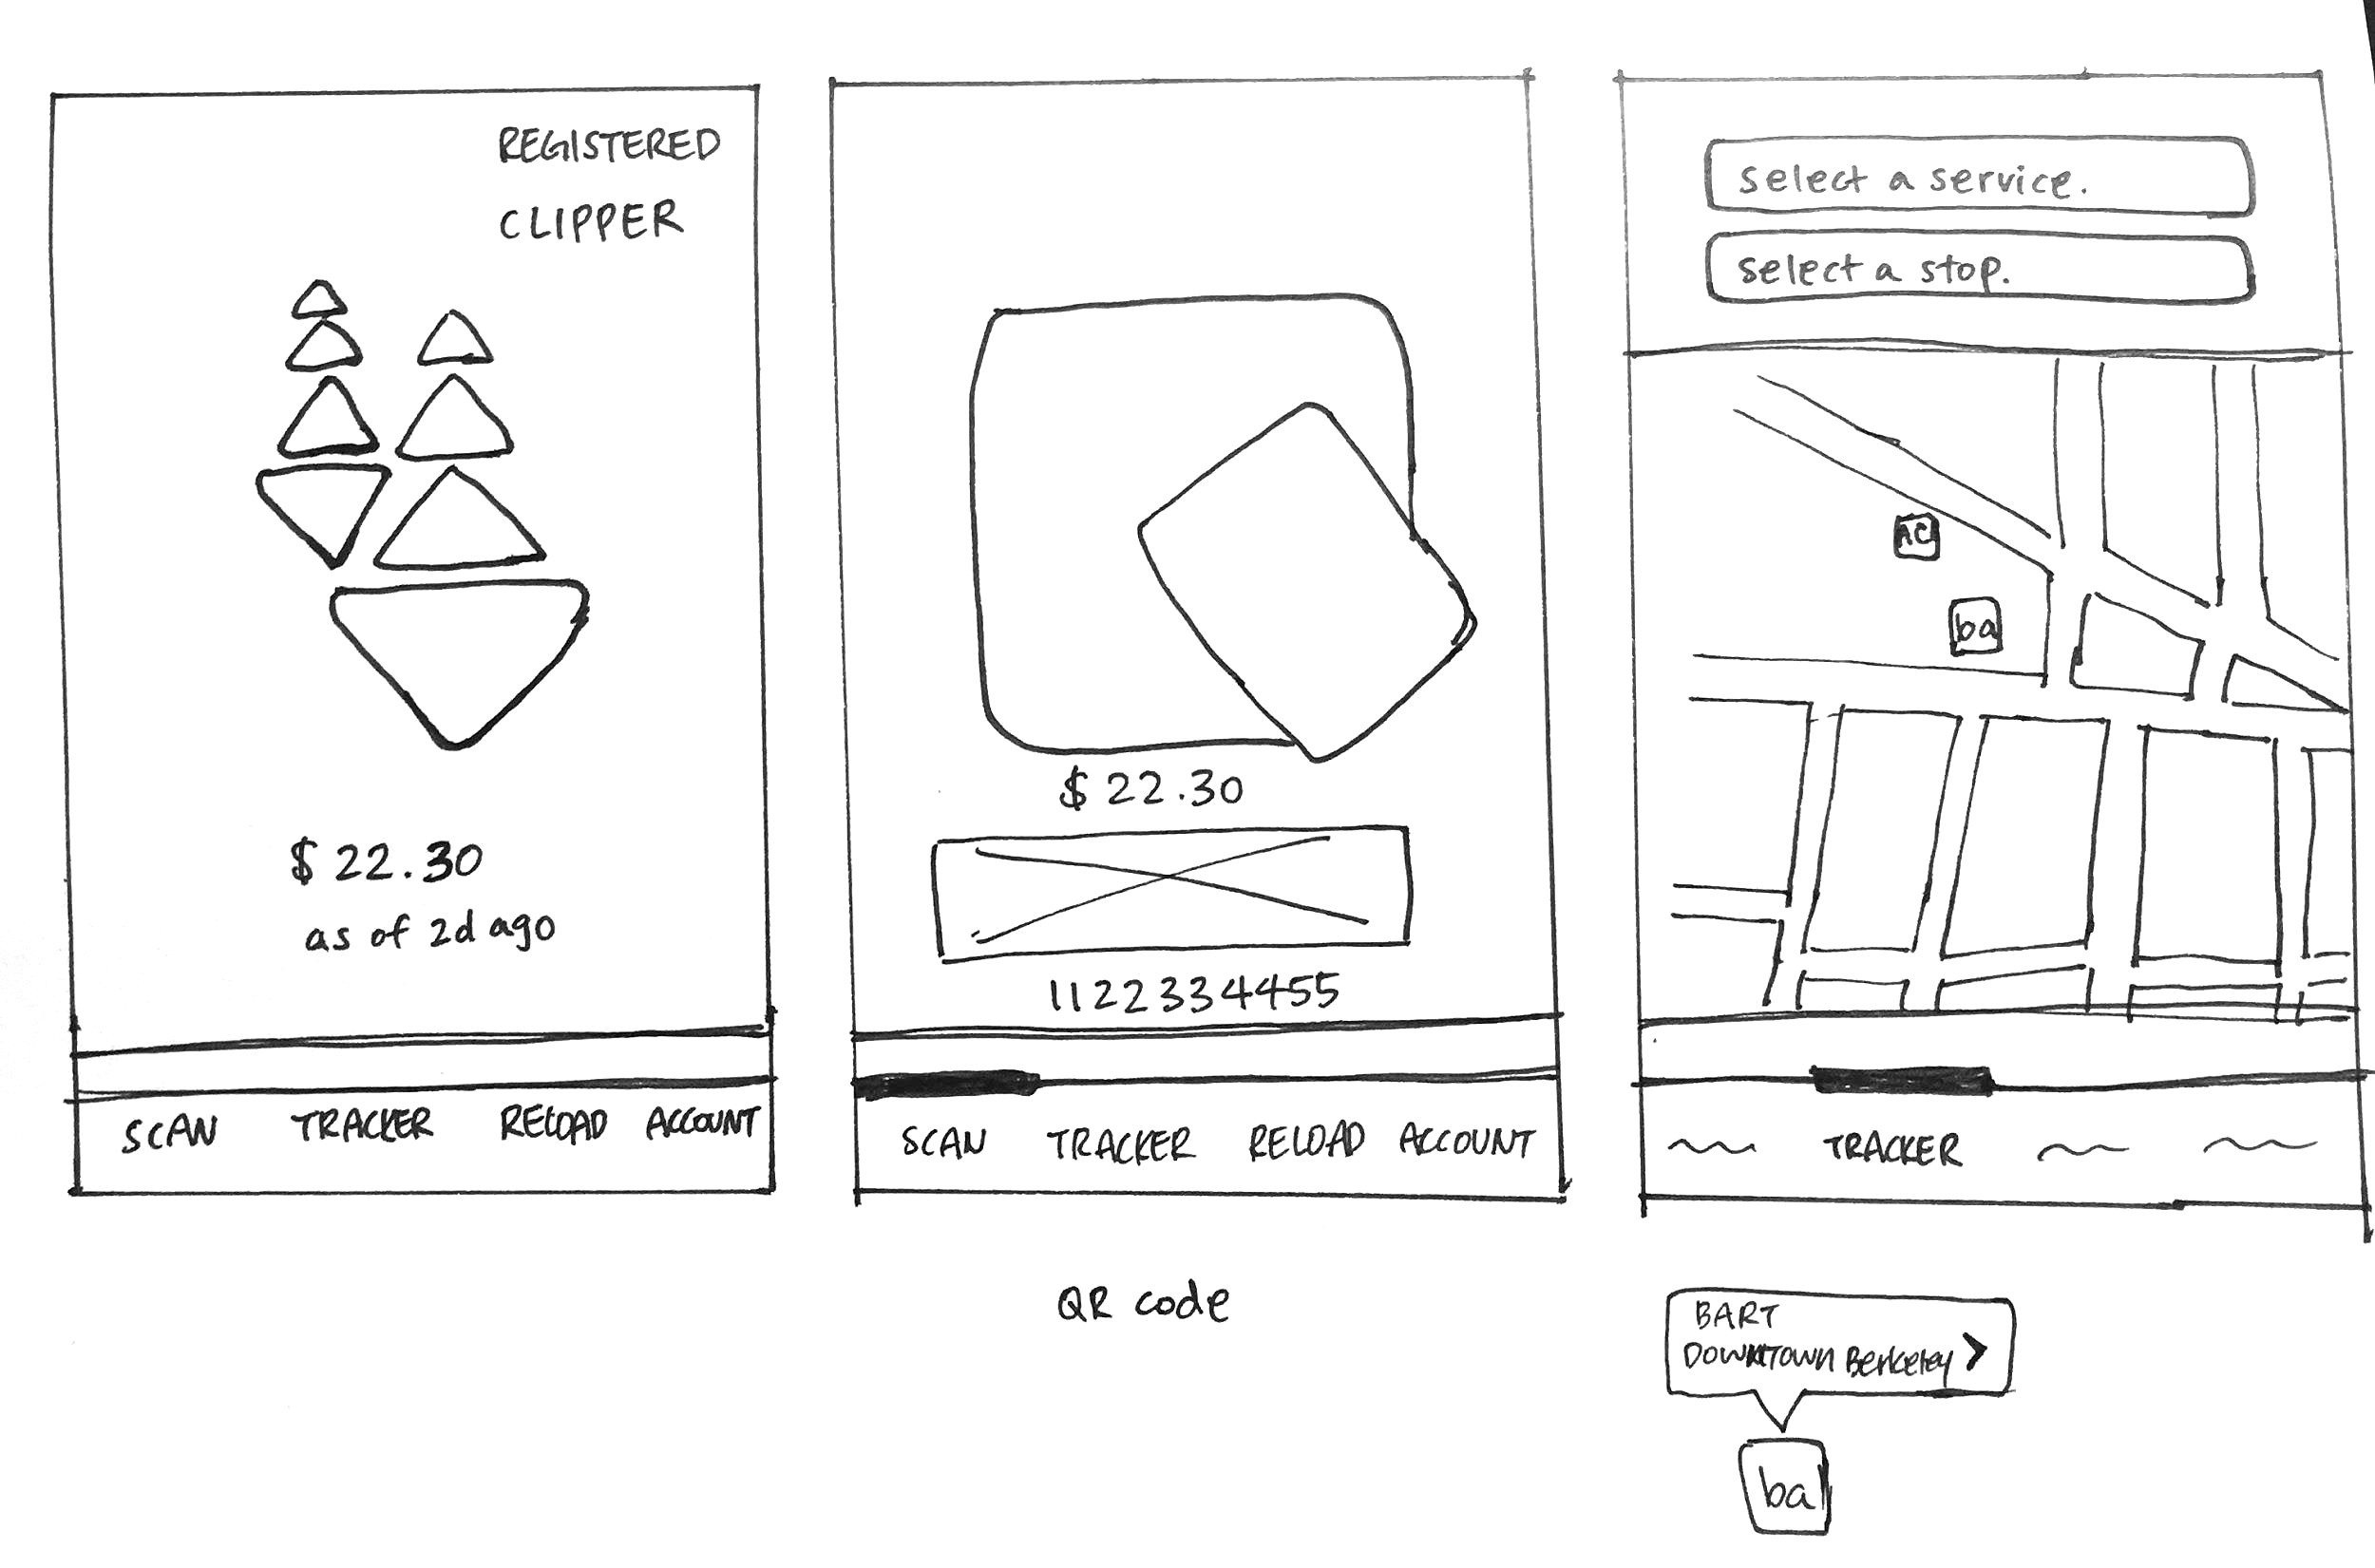 REGISTERED
CLIPPER
$ 22.30
as of 2d ago
SCAN TRACKER RELOAD ACCOUNT
$ 22.30
1122334455
SCAN TRACKER RELOAD ACCOUNT
QR code
select a service.
select a stop.
AC
ba
TRACKER
BART
DOWNTOWN Berkeley >
ba